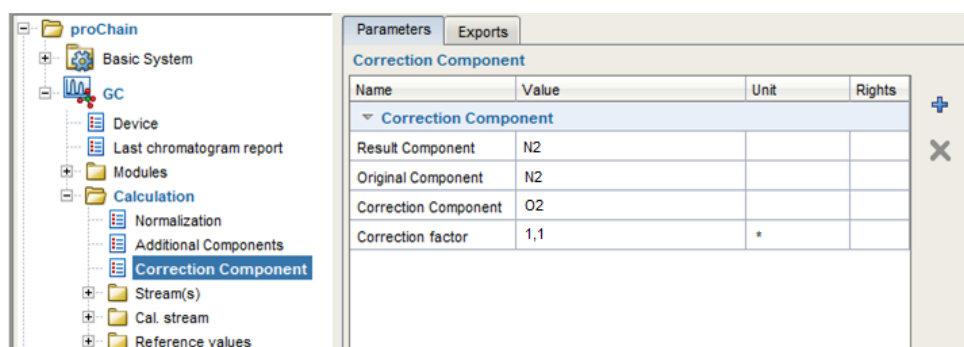 proChain
Basic System
GC
Device
Last chromatogram report
Modules
Calculation
Normalization
Additional Components
Correction Component
Stream(s)
Cal. stream
Reference values
Parameters Exports
Correction Component
Name Value Unit Rights
Correction Component
Result Component N2
Original Component N2
Correction Component O2
Correction factor 1,1 *